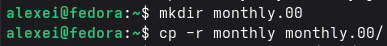 alexei@fedora:~$ mkdir monthly.00
alexei@fedora:~$ cp -r monthly monthly.00/